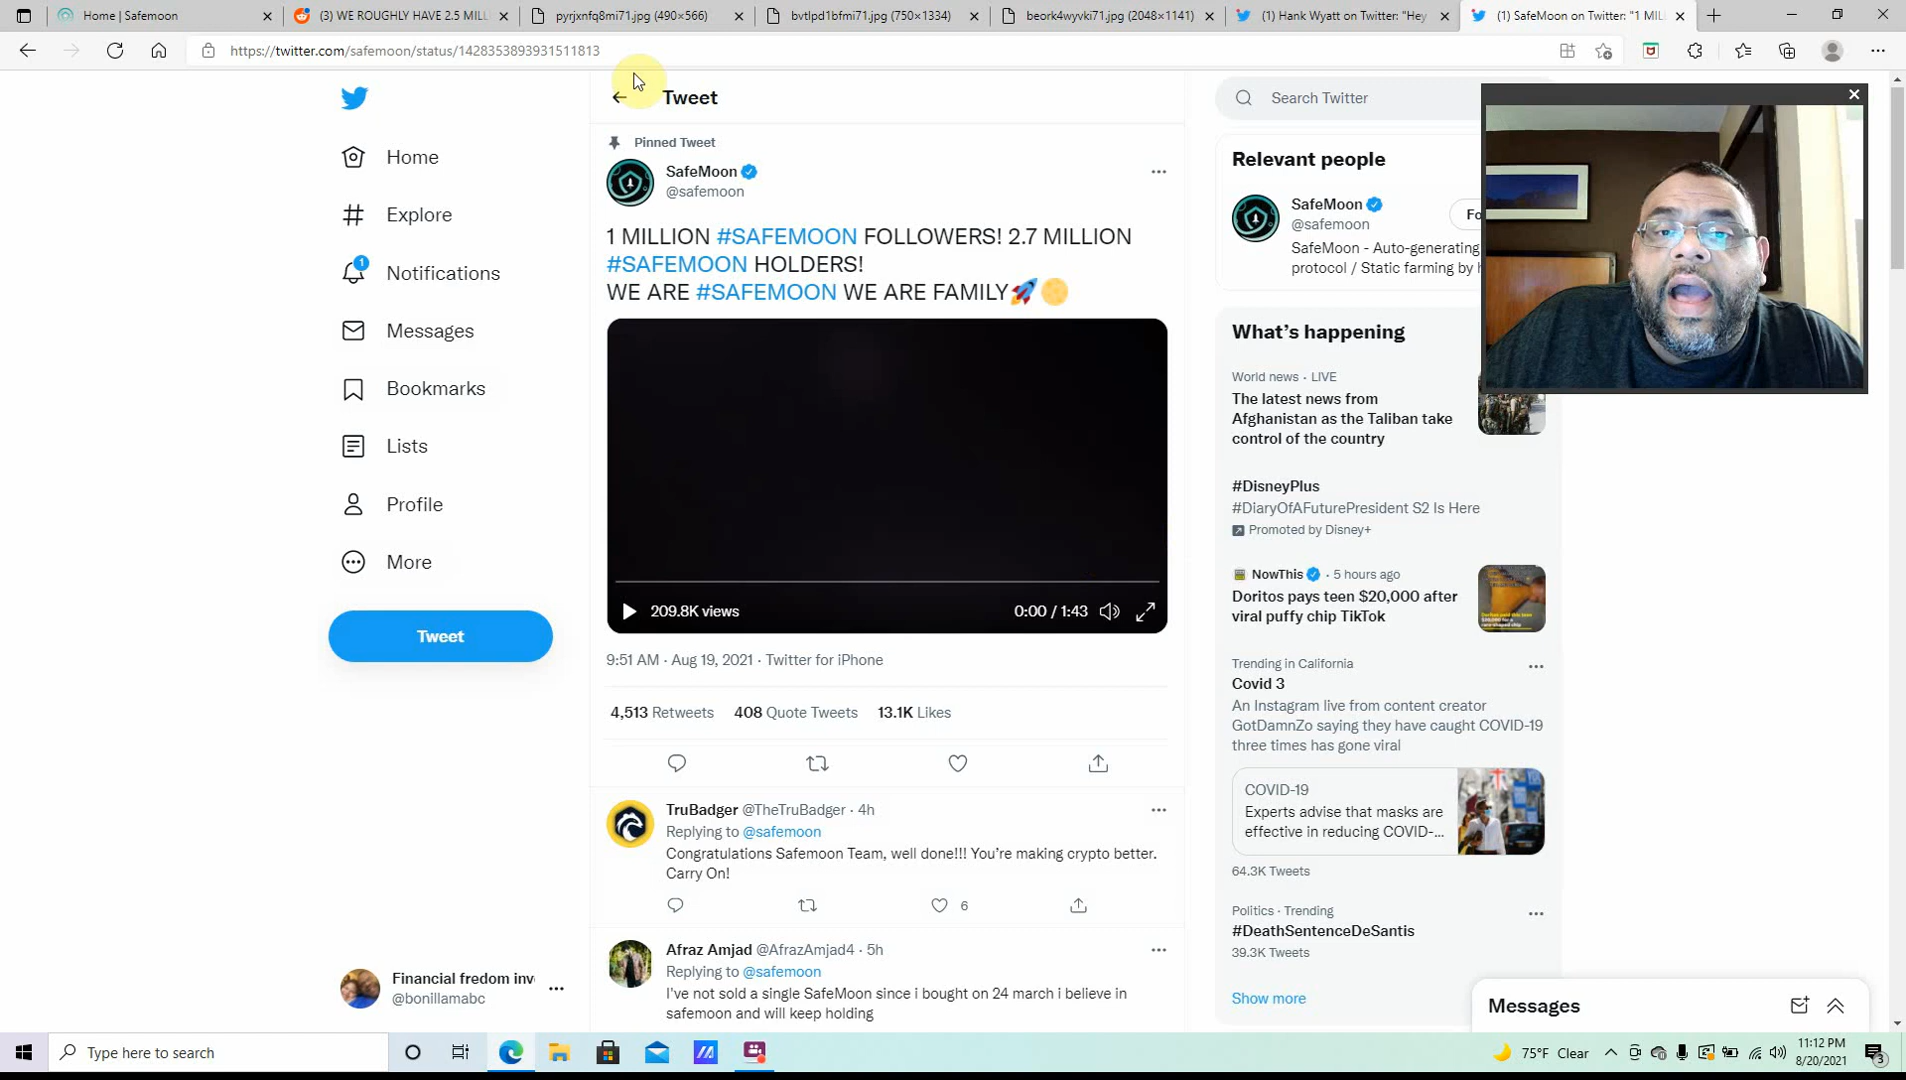 Home | Safemoon
(3) WE ROUGHLY HAVE 2.5 MILL
pyrjxnfq8mi71.jpg (490×566)
bvtlpd1bfmi71.jpg (750×1334)
beork4wyvki71.jpg (2048×1141)
(1) Hank Wyatt on Twitter: "Hey
(1) SafeMoon on Twitter: "1 MIL
https://twitter.com/safemoon/status/1428353893931511813
Home
Explore
1
Notifications
Messages
Bookmarks
Lists
Profile
More
Tweet
Financial fredom inv
@bonillamabc
Tweet
Pinned Tweet
SafeMoon
@safemoon
1 MILLION #SAFEMOON FOLLOWERS! 2.7 MILLION
#SAFEMOON HOLDERS!
WE ARE #SAFEMOON WE ARE FAMILY🚀🌕
209.8K views
0:00 / 1:43
9:51 AM · Aug 19, 2021 · Twitter for iPhone
4,513 Retweets 408 Quote Tweets 13.1K Likes
TruBadger @TheTruBadger · 4h
Replying to @safemoon
Congratulations Safemoon Team, well done!!! You're making crypto better.
Carry On!
6
Afraz Amjad @AfrazAmjad4 · 5h
Replying to @safemoon
I've not sold a single SafeMoon since i bought on 24 march i believe in
safemoon and will keep holding
Search Twitter
Relevant people
SafeMoon
@safemoon
Fo
SafeMoon - Auto-generating
protocol / Static farming by h
What's happening
World news · LIVE
The latest news from
Afghanistan as the Taliban take
control of the country
#DisneyPlus
#DiaryOfAFuturePresident S2 Is Here
Promoted by Disney+
NowThis · 5 hours ago
Doritos pays teen $20,000 after
viral puffy chip TikTok
Trending in California
Covid 3
An Instagram live from content creator
GotDamnZo saying they have caught COVID-19
three times has gone viral
COVID-19
Experts advise that masks are
effective in reducing COVID-...
64.3K Tweets
Politics · Trending
#DeathSentenceDeSantis
39.3K Tweets
Show more
Messages
Type here to search
75°F Clear
11:12 PM
8/20/2021
3